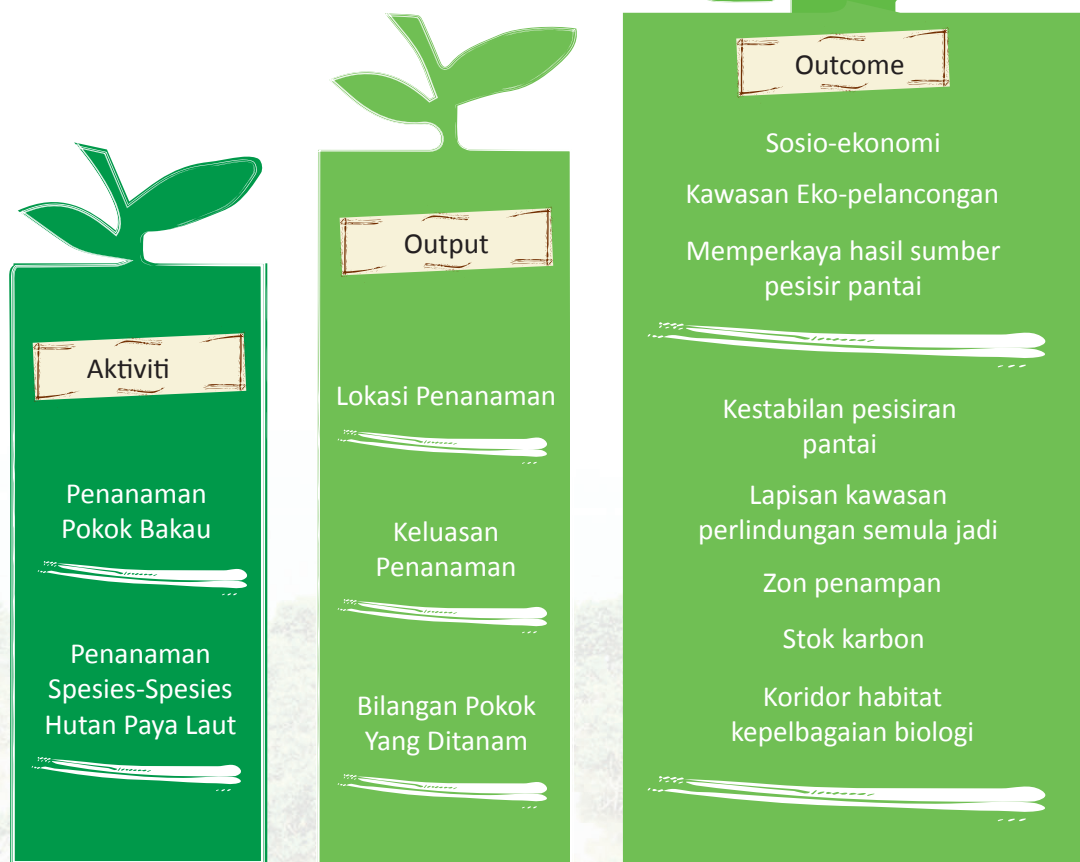 Aktiviti
Penanaman
Pokok Bakau
Penanaman
Spesies-Spesies
Hutan Paya Laut
Output
Lokasi Penanaman
Keluasan
Penanaman
Bilangan Pokok
Yang Ditanam
Outcome
Sosio-ekonomi
Kawasan Eko-pelancongan
Memperkaya hasil sumber
pesisir pantai
Kestabilan pesisiran
pantai
Lapisan kawasan
perlindungan semula jadi
Zon penampan
Stok karbon
Koridor habitat
kepelbagaian biologi